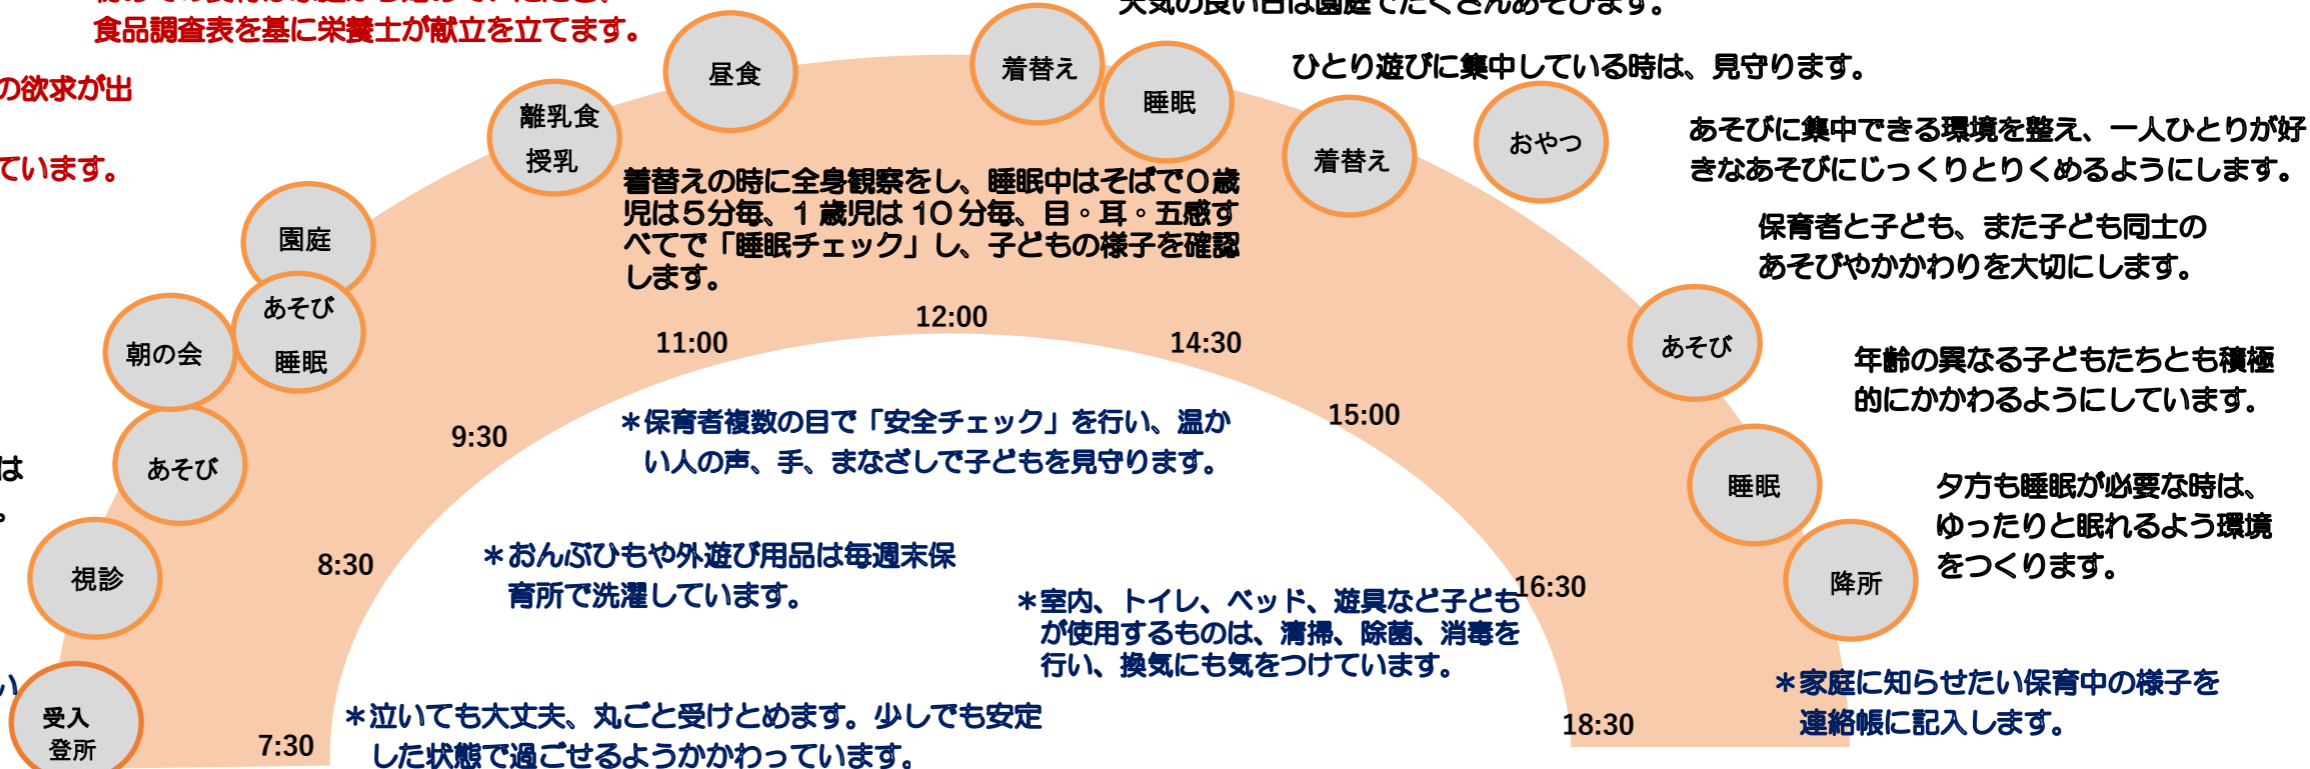 食品調査表を基に栄養士が献立を立てます。
の欲求が出
ています。
は
。
い
天気の良い日は園庭でたくさんあそびます。
ひとり遊びに集中している時は、見守ります。
あそびに集中できる環境を整え、一人ひとりが好
きなあそびにじっくりとりくめるようにします。
保育者と子ども、また子ども同士の
あそびやかかわりを大切にします。
年齢の異なる子どもたちとも積極
的にかかわるようにしています。
夕方も睡眠が必要な時は、
ゆったりと眠れるよう環境
をつくります。
受入
登所
視診
あそび
朝の会
あそび
睡眠
園庭
離乳食
授乳
昼食
着替え
睡眠
着替え
おやつ
あそび
睡眠
降所
着替えの時に全身観察をし、睡眠中はそばで0歳
児は5分毎、1歳児は10分毎、目。耳。五感す
べてで「睡眠チェック」し、子どもの様子を確認
します。
7:30
8:30
9:30
11:00
12:00
14:30
15:00
16:30
18:30
＊保育者複数の目で「安全チェック」を行い、温か
い人の声、手、まなざしで子どもを見守ります。
＊おんぶひもや外遊び用品は毎週末保
育所で洗濯しています。
＊室内、トイレ、ベッド、遊具など子ども
が使用するものは、清掃、除菌、消毒を
行い、換気にも気をつけています。
＊泣いても大丈夫、丸ごと受けとめます。少しでも安定
した状態で過ごせるようかかわっています。
＊家庭に知らせたい保育中の様子を
連絡帳に記入します。